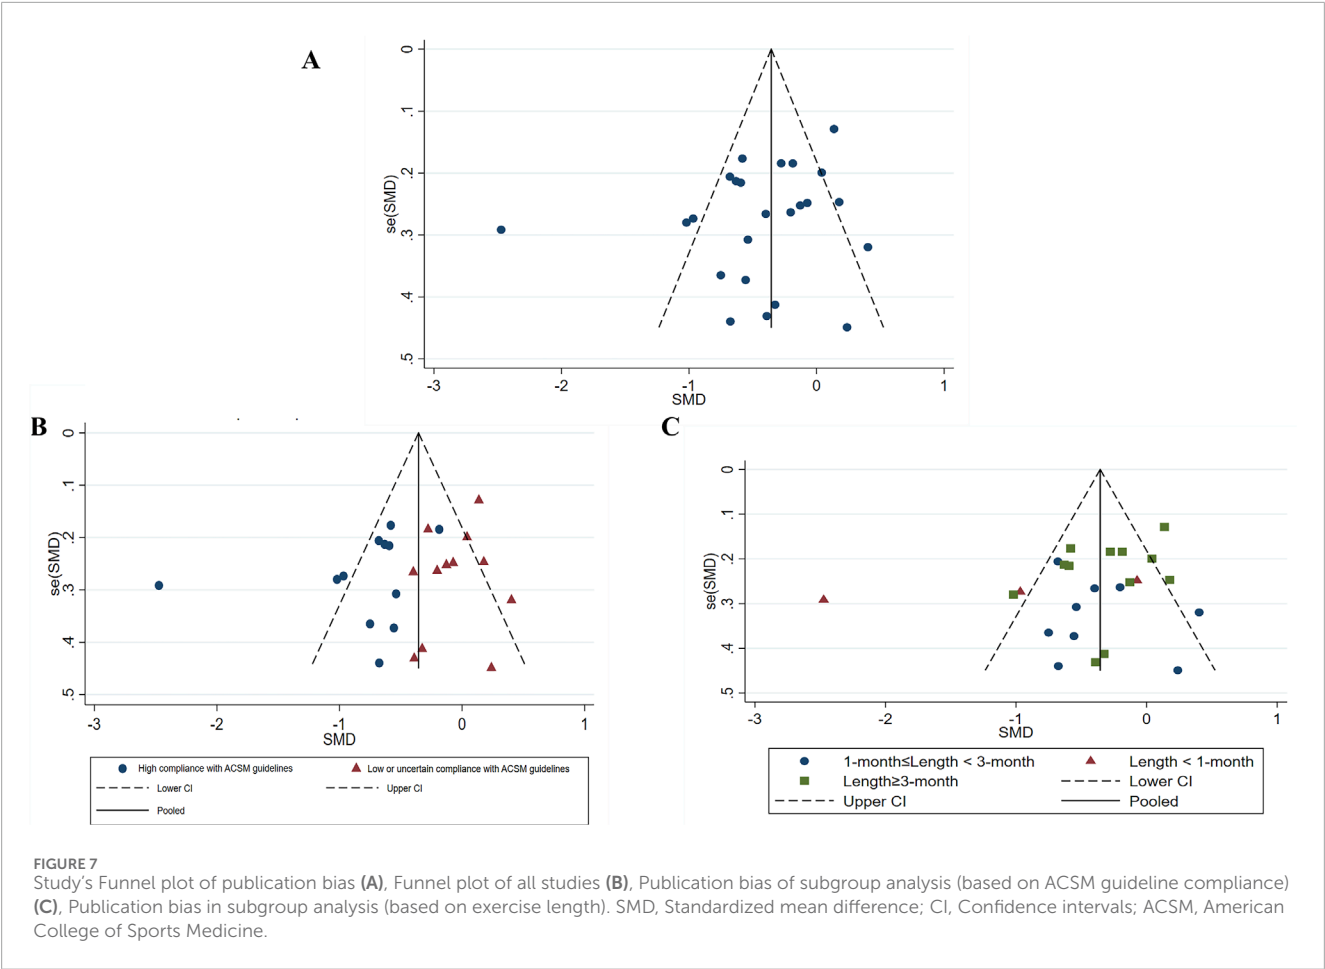 A
0
.1
.2
.3
.4
.5
se(SMD)
-3 -2 -1 0 1
SMD
B
0
.1
.2
.3
.4
.5
se(SMD)
-3 -2 -1 0 1
SMD
High compliance with ACSM guidelines Low or uncertain compliance with ACSM guidelines
Lower CI Upper CI
Pooled
C
0
.1
.2
.3
.4
.5
se(SMD)
-3 -2 -1 0 1
SMD
1-month≤Length < 3-month Length < 1-month
Length≥3-month Lower CI
Upper CI Pooled
FIGURE 7
Study's Funnel plot of publication bias (A), Funnel plot of all studies (B), Publication bias of subgroup analysis (based on ACSM guideline compliance)
(C), Publication bias in subgroup analysis (based on exercise length). SMD, Standardized mean difference; CI, Confidence intervals; ACSM, American
College of Sports Medicine.